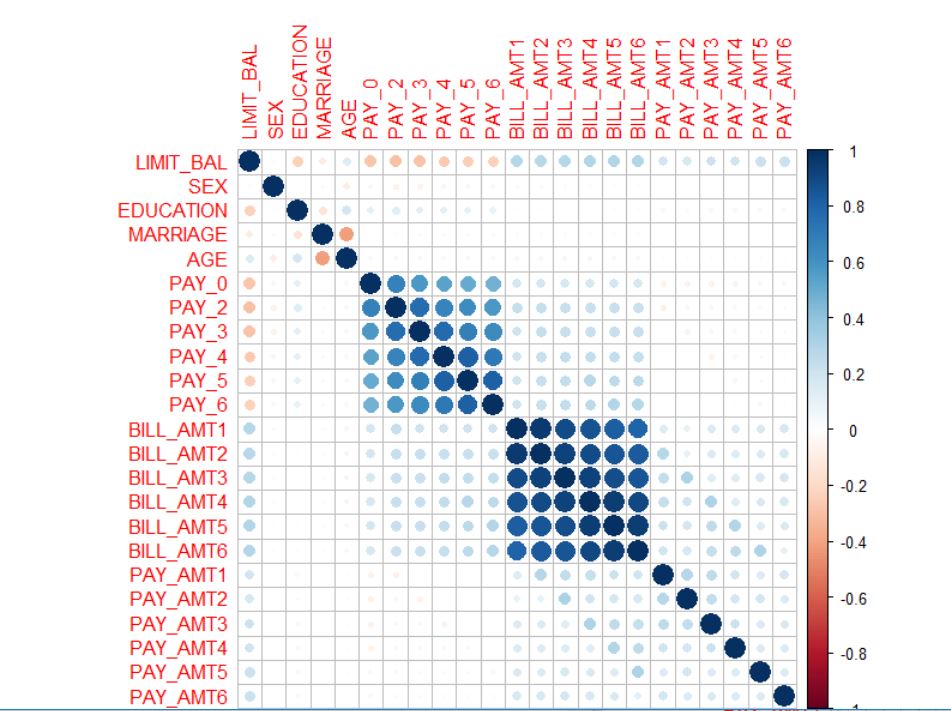 LIMIT_BAL
SEX
EDUCATION
MARRIAGE
AGE
PAY_0
PAY_2
PAY_3
PAY_4
PAY_5
PAY_6
BILL_AMT1
BILL_AMT2
BILL_AMT3
BILL_AMT4
BILL_AMT5
BILL_AMT6
PAY_AMT1
PAY_AMT2
PAY_AMT3
PAY_AMT4
PAY_AMT5
PAY_AMT6
LIMIT_BAL
SEX
EDUCATION
MARRIAGE
AGE
PAY_0
PAY_2
PAY_3
PAY_4
PAY_5
PAY_6
BILL_AMT1
BILL_AMT2
BILL_AMT3
BILL_AMT4
BILL_AMT5
BILL_AMT6
PAY_AMT1
PAY_AMT2
PAY_AMT3
PAY_AMT4
PAY_AMT5
PAY_AMT6
1
0.8
0.6
0.4
0.2
0
-0.2
-0.4
-0.6
-0.8